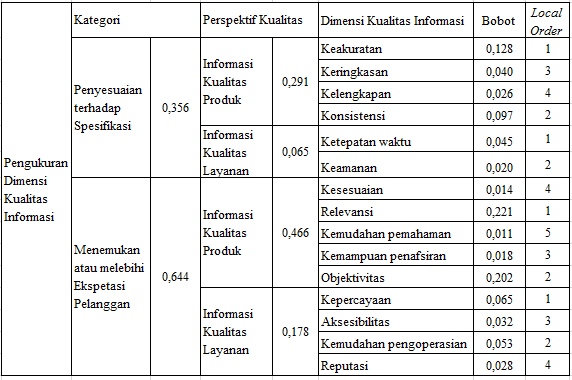 Kategori Perspektif Kualitas Dimensi Kualitas Informasi Bobot Local Order
Pengukuran
Dimensi
Kualitas
Informasi
Penyesuaian
terhadap
Spesifikasi
0,356
Informasi
Kualitas
Produk
0,291
Keakuratan 0,128 1
Keringkasan 0,040 3
Kelengkapan 0,026 4
Konsistensi 0,097 2
Informasi
Kualitas
Layanan
0,065
Ketepatan waktu 0,045 1
Keamanan 0,020 2
Menemukan
atau melebihi
Ekspetasi
Pelanggan
0,644
Informasi
Kualitas
Produk
0,466
Kesesuaian 0,014 4
Relevansi 0,221 1
Kemudahan pemahaman 0,011 5
Kemampuan penafsiran 0,018 3
Objektivitas 0,202 2
Informasi
Kualitas
Layanan
0,178
Kepercayaan 0,065 1
Aksesibilitas 0,032 3
Kemudahan pengoperasian 0,053 2
Reputasi 0,028 4